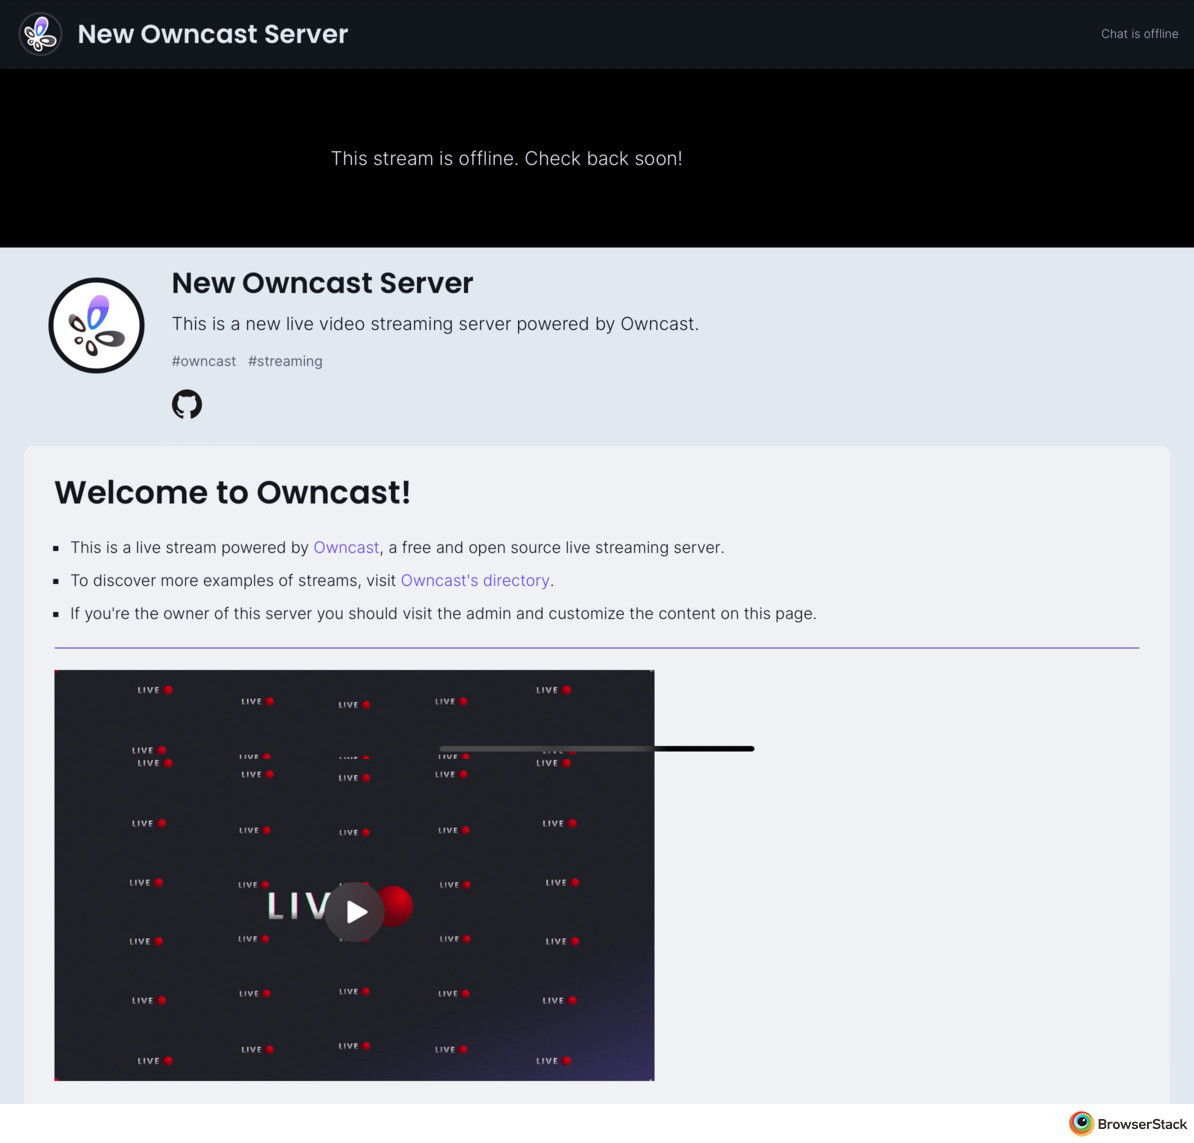 New Owncast Server
Chat is offline
This stream is offline. Check back soon!
New Owncast Server
This is a new live video streaming server powered by Owncast.
#owncast #streaming
Welcome to Owncast!
This is a live stream powered by Owncast, a free and open source live streaming server.
To discover more examples of streams, visit Owncast's directory.
If you're the owner of this server you should visit the admin and customize the content on this page.
LIVE LIVE LIVE LIVE LIVE
LIVE LIVE LIVE LIVE
LIVE LIVE LIVE LIVE LIVE
LIVE LIVE LIVE LIVE LIVE
LIVE LIVE LIVE LIVE
LIV
LIVE LIVE LIVE LIVE
LIVE LIVE LIVE LIVE LIVE
LIVE LIVE LIVE LIVE LIVE
BrowserStack